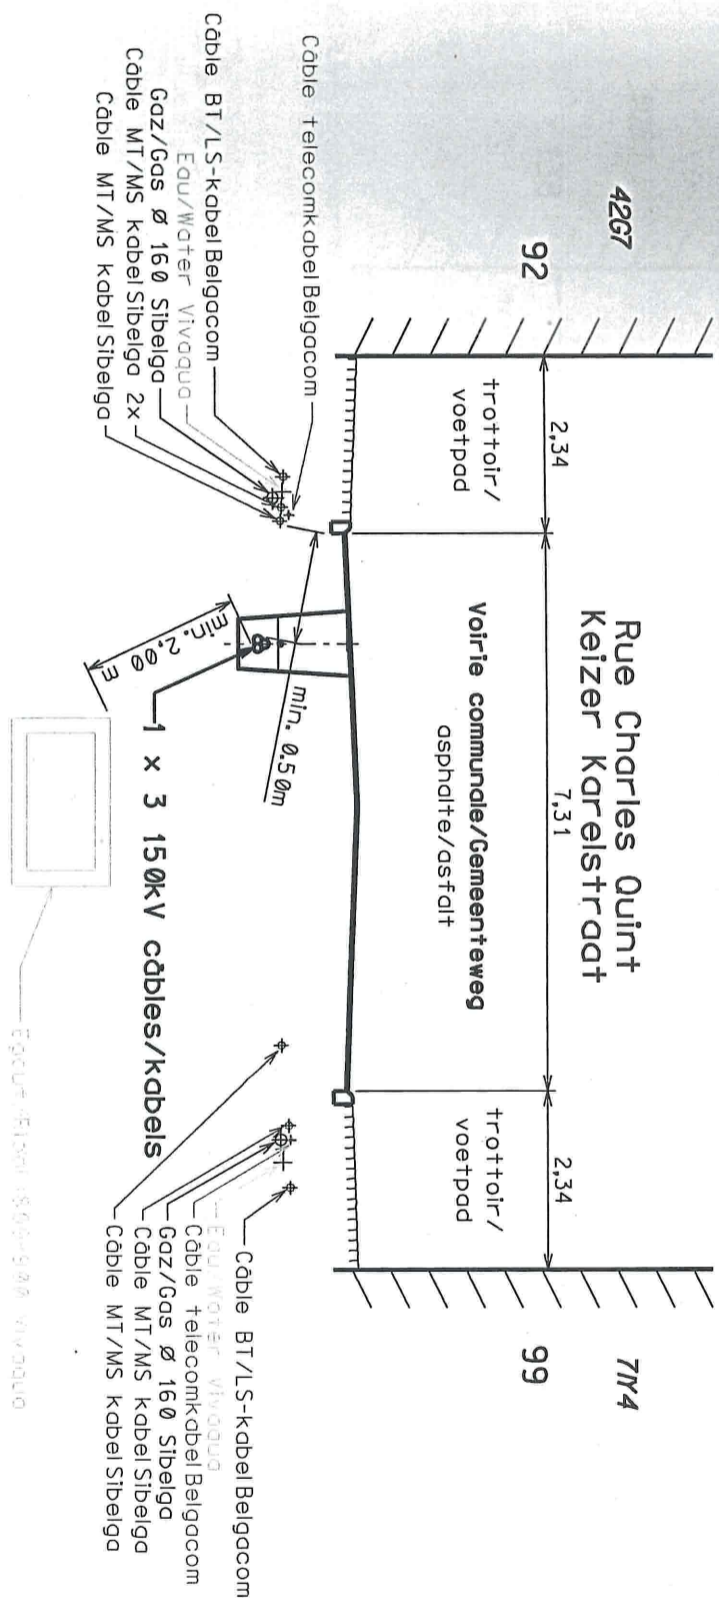 42G7
92
Rue Charles Quint
Keizer Karelstraat
71Y4
99
2,34
7,31
2,34
trottoir/
voetpad
Voirie communale/Gemeenteweg
asphalte/asfalt
trottoir/
voetpad
Câble telecomkabel Belgacom
Câble BT/LS-kabel Belgacom
Eau/Water Vivaqua
Gaz/Gas Ø 160 Sibelga
Câble MT/MS kabel Sibelga 2x
Câble MT/MS kabel Sibelga
min. 0.50m
min. 2,00 m
1 x 3 150kV câbles/kabels
Câble BT/LS-kabel Belgacom
Eau/Water Vivaqua
Câble telecomkabel Belgacom
Gaz/Gas Ø 160 Sibelga
Câble MT/MS kabel Sibelga
Câble MT/MS kabel Sibelga
Vivaqua